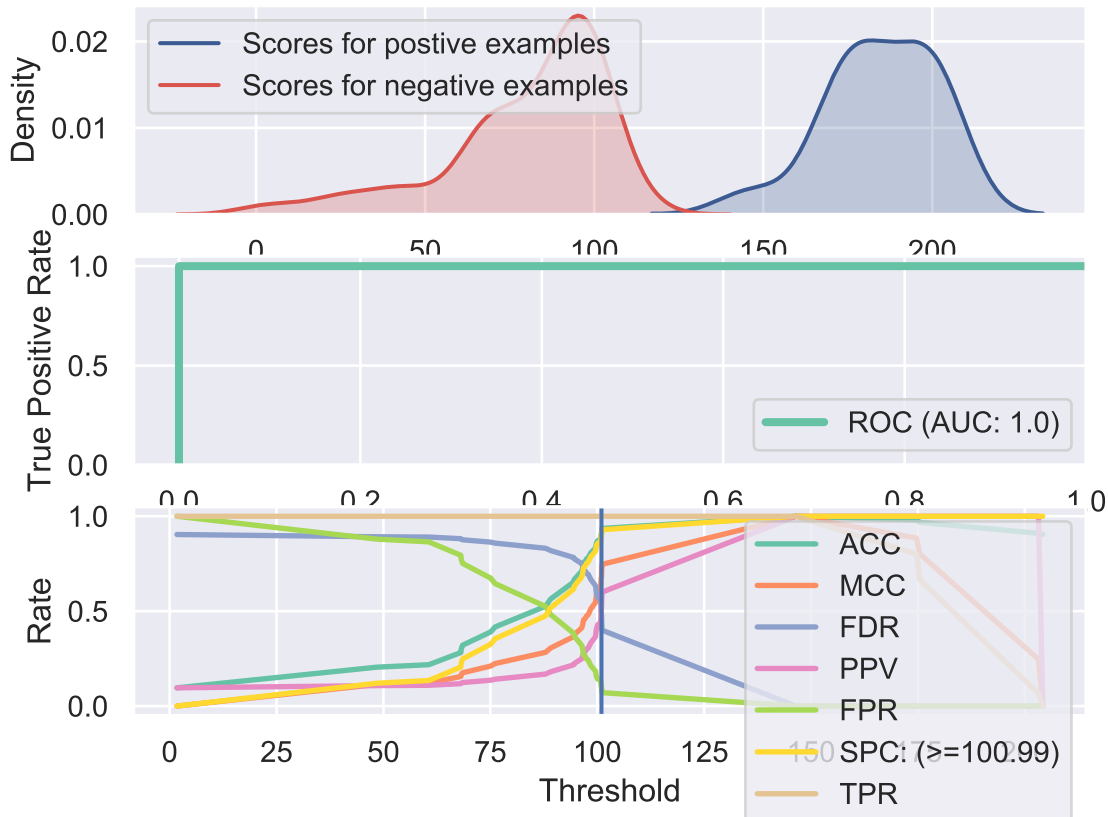 Density
0.02
0.01
0.00
Scores for postive examples
Scores for negative examples
0 50 100 150 200
True Positive Rate
1.0
0.5
0.0
ROC (AUC: 1.0)
0.0 0.2 0.4 0.6 0.8 1.0
Rate
1.0
0.5
0.0
ACC
MCC
FDR
PPV
FPR
SPC: (>=100.99)
TPR
0 25 50 75 100 125 150 175
Threshold